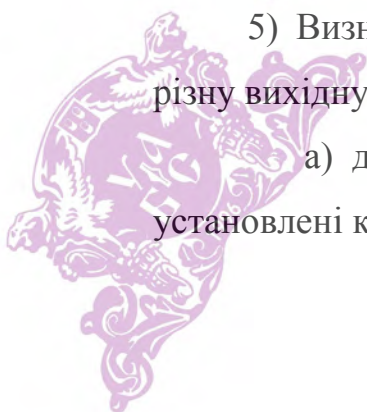 5) Визн
різну вихідну
а) д
установлені к